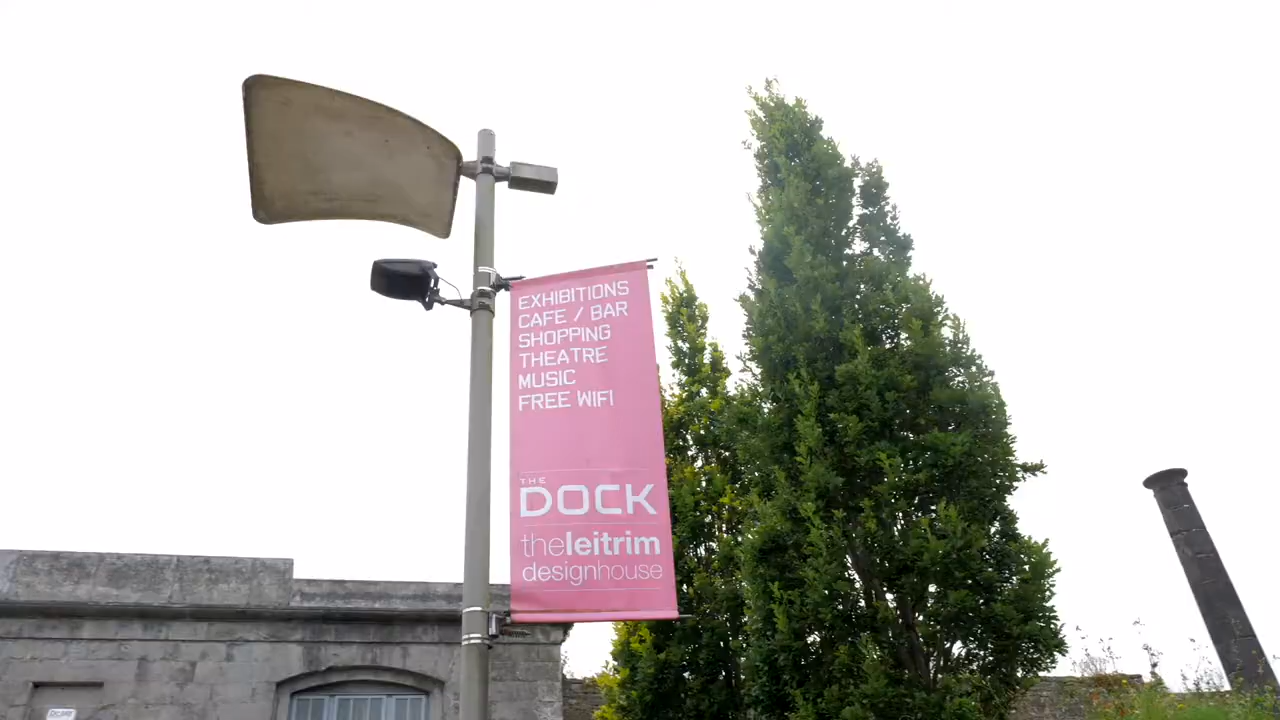 EXHIBITIONS
CAFE / BAR
SHOPPING
THEATRE
MUSIC
FREE WIFI
THE
DOCK
theleitrim
designhouse